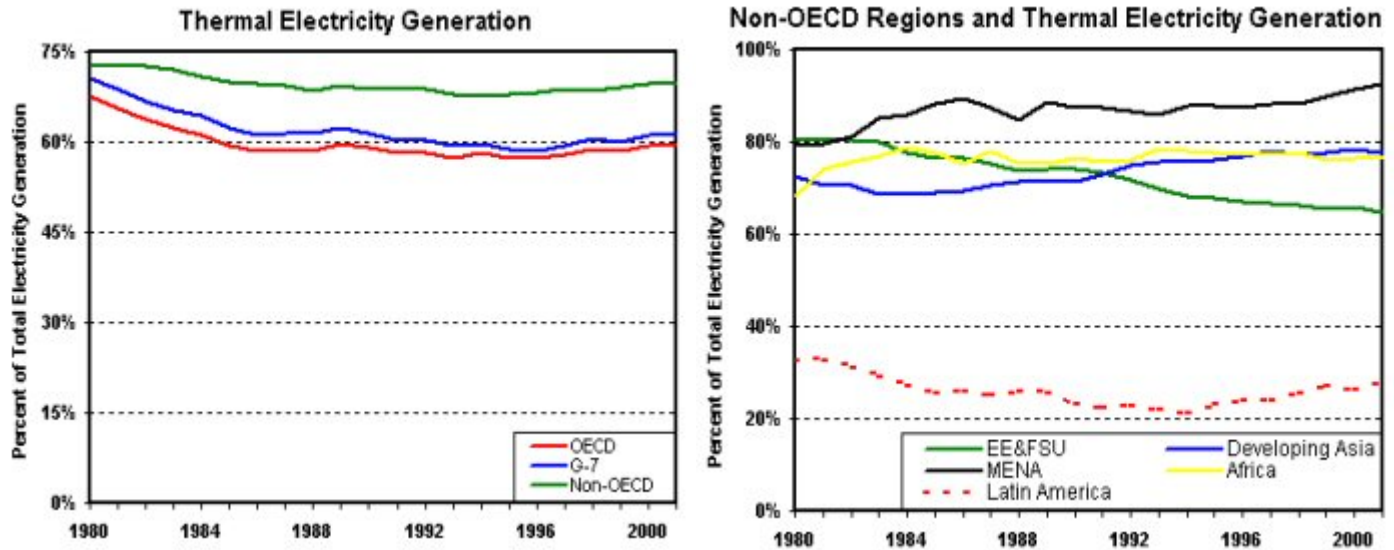 Thermal Electricity Generation
Percent of Total Electricity Generation
75%
60%
45%
30%
15%
0%
OECD
G-7
Non-OECD
1980 1984 1988 1992 1996 2000
Non-OECD Regions and Thermal Electricity Generation
Percent of Total Electricity Generation
100%
80%
60%
40%
20%
0%
EE&FSU Developing Asia
MENA Africa
Latin America
1980 1984 1988 1992 1996 2000